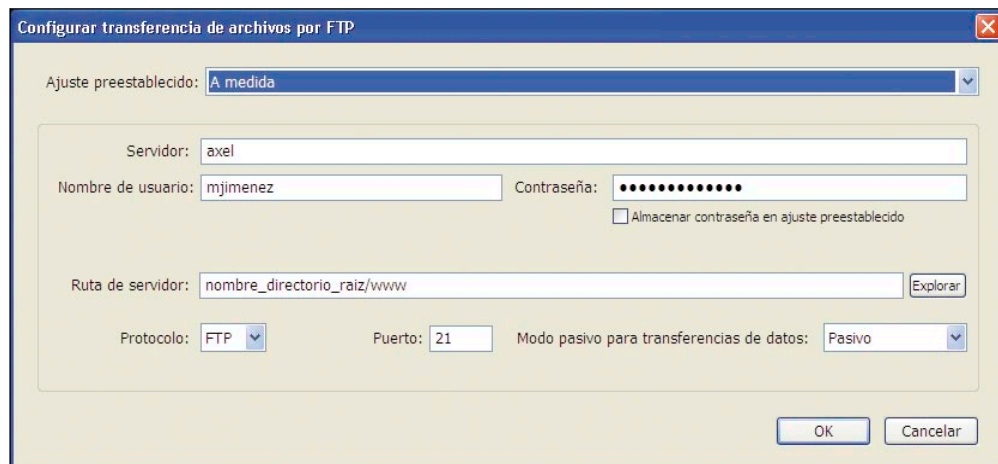 Configurar transferencia de archivos por FTP
Ajuste preestablecido: A medida
Servidor: axel
Nombre de usuario: mjimenez Contraseña: •••••••••••••
Almacenar contraseña en ajuste preestablecido
Ruta de servidor: nombre_directorio_raiz/www Explorar
Protocolo: FTP Puerto: 21 Modo pasivo para transferencias de datos: Pasivo
OK Cancelar